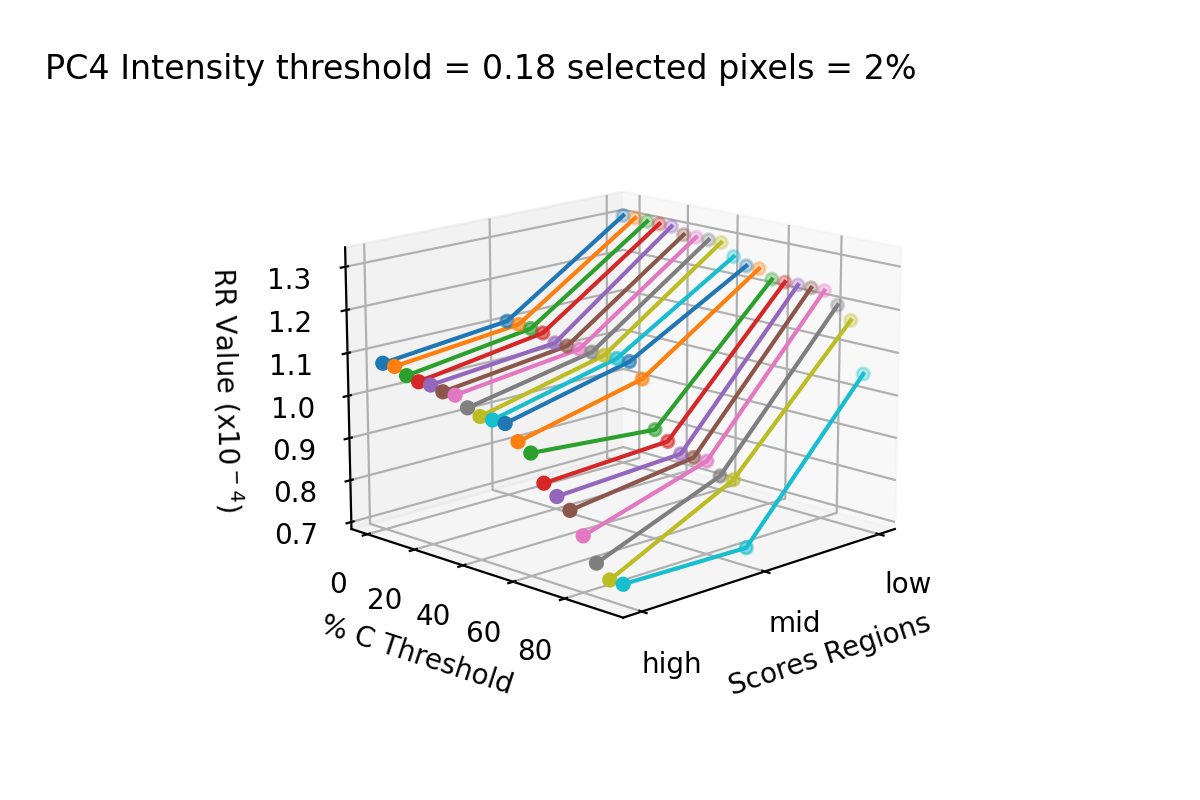 PC4 Intensity threshold = 0.18 selected pixels = 2%
RR Value (x10⁻⁴)
1.3
1.2
1.1
1.0
0.9
0.8
0.7
0
20
40
60
80
% C Threshold
high
mid
low
Scores Regions